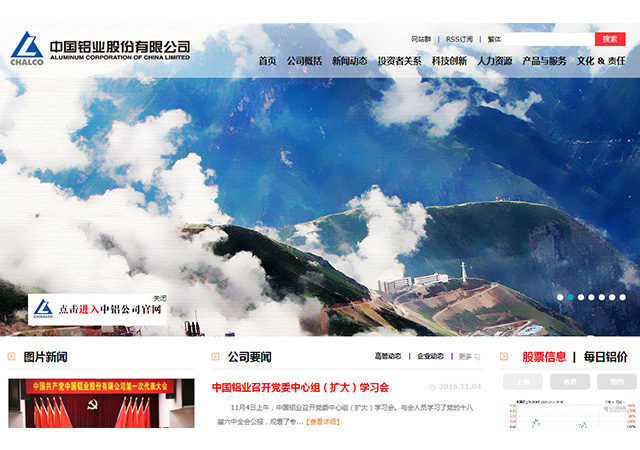 网站群 | RSS订阅 | 繁体
搜索
CHALCO
中国铝业股份有限公司
ALUMINUM CORPORATION OF CHINA LIMITED
首页 公司概括 新闻动态 投资者关系 科技创新 人力资源 产品与服务 文化 & 责任
关闭
CHALCO
点击进入中铝公司官网
图片新闻
公司要闻
高管动态 | 企业动态 | 更多
股票信息 | 每日铝价
中国共产党中国铝业股份有限公司第一次代表大会
中国铝业召开党委中心组（扩大）学习会
2016.11.04
11月4日上午，中国铝业召开党委中心组（扩大）学习会。与会人员学习了党的十八
届六中全会公报，观看了专...【查看详细】
上海 香港 纽约